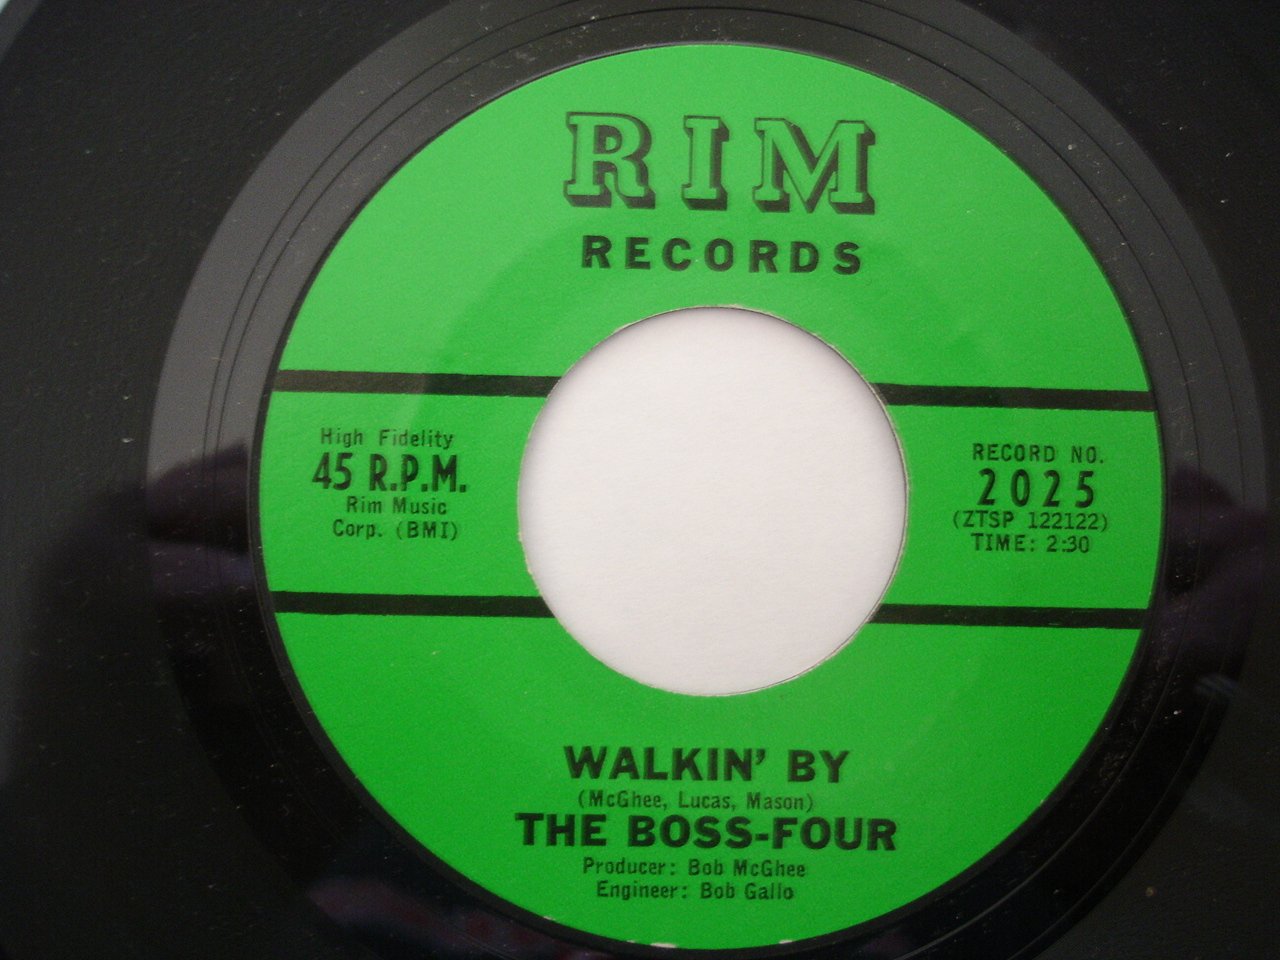 RIM
RECORDS
High Fidelity
45 R.P.M.
Rim Music
Corp. (BMI)
RECORD NO.
2025
(ZTSP 122122)
TIME: 2:30
WALKIN' BY
(McGhee, Lucas, Mason)
THE BOSS-FOUR
Producer: Bob McGhee
Engineer: Bob Gallo